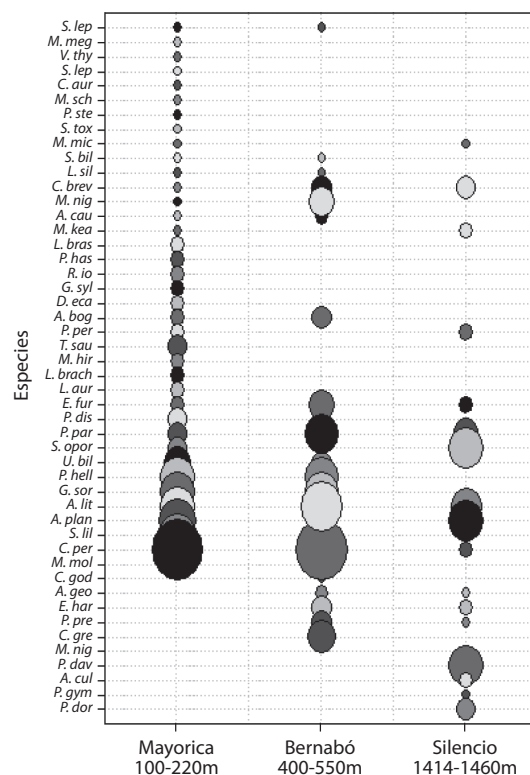 S. lep
M. meg
V. thy
S. lep
C. aur
M. sch
P. ste
S. tox
M. mic
S. bil
L. sil
C. brev
M. nig
A. cau
M. kea
L. bras
P. has
R. io
G. syl
D. eca
A. bog
P. per
T. sau
M. hir
L. brach
L. aur
E. fur
P. dis
P. par
S. opor
U. bil
P. hell
G. sor
A. lit
A. plan
S. lil
C. per
M. mol
C. god
A. geo
E. har
P. pre
C. gre
M. nig
P. dav
A. cul
P. gym
P. dor
Especies
Mayorica Bernabó Silencio
100-220m 400-550m 1414-1460m